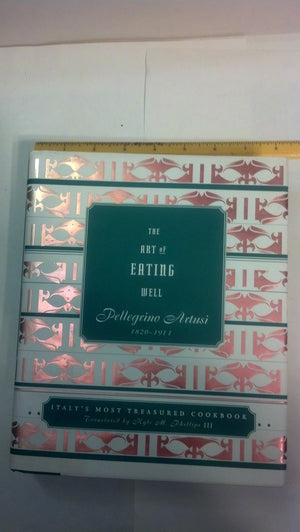 THE
ART of
EATING
WELL
Pellegrino Artusi
1820-1911
ITALY'S MOST TREASURED COOKBOOK
Translated by Kyle M. Phillips III